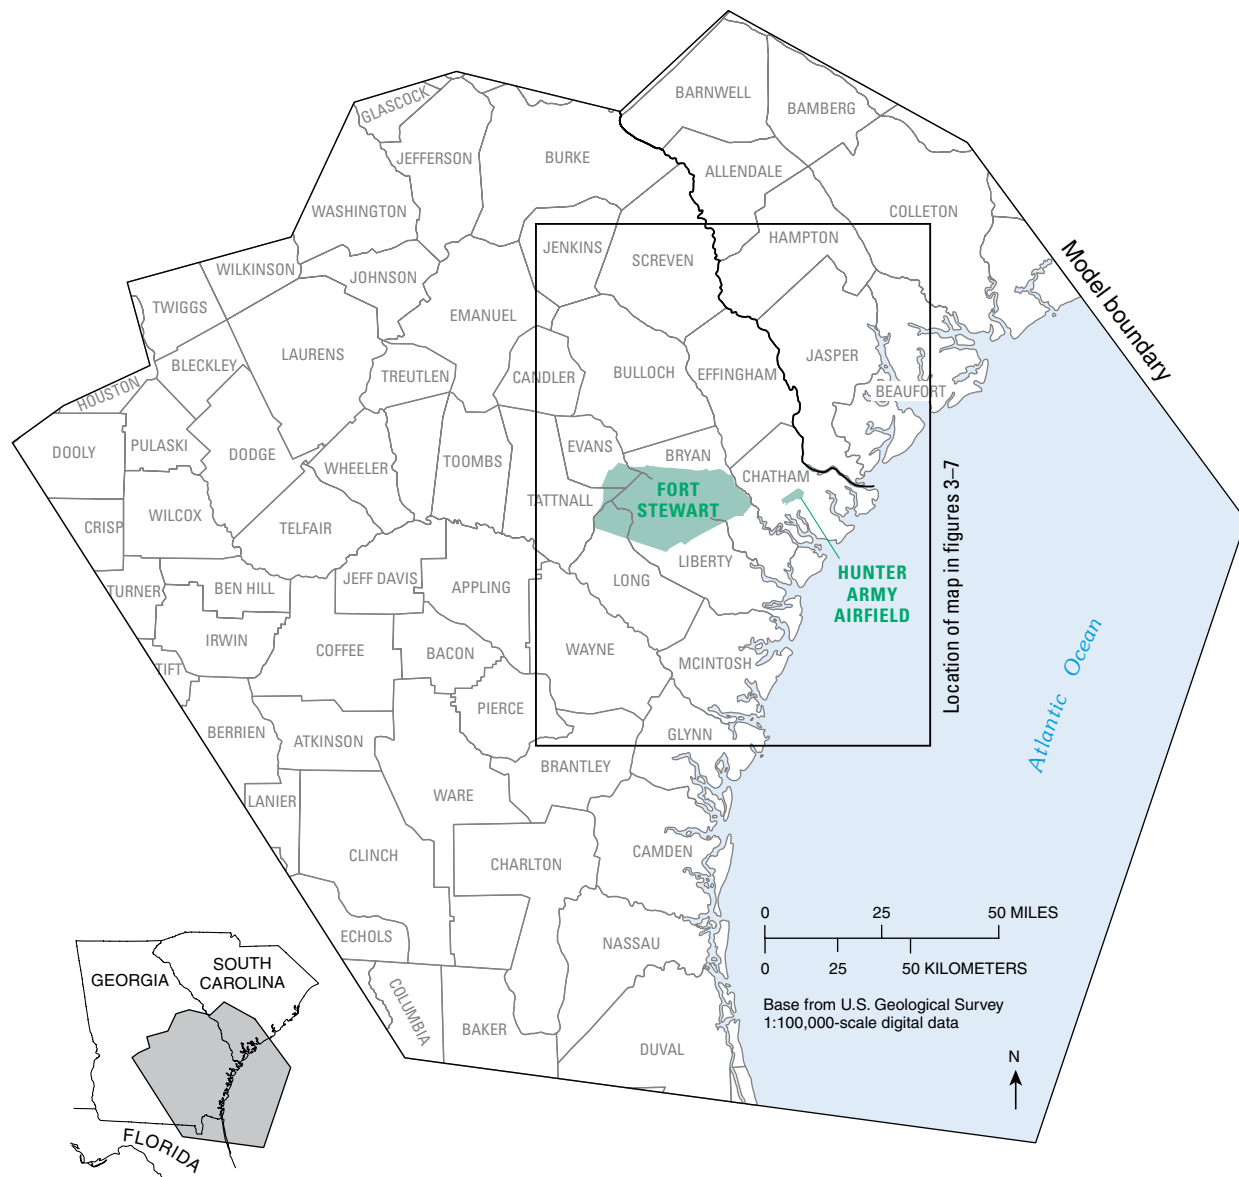 BARNWELL
BAMBERG
GLASCOCK
JEFFERSON
BURKE
ALLENDALE
WASHINGTON
COLLETON
HAMPTON
JENKINS
SCREVEN
WILKINSON
JOHNSON
Model boundary
TWIGGS
EMANUEL
LAURENS
JASPER
BLECKLEY
TREUTLEN
CANDLER
BULLOCH
EFFINGHAM
HOUSTON
BEAUFORT
DOOLY
PULASKI
DODGE
WHEELER
TOOMBS
EVANS
BRYAN
CHATHAM
TATTNALL
FORT
STEWART
CRISP
WILCOX
TELFAIR
LIBERTY
HUNTER
ARMY
AIRFIELD
Location of map in figures 3–7
TURNER
BEN HILL
JEFF DAVIS
APPLING
LONG
IRWIN
COFFEE
BACON
WAYNE
MCINTOSH
TIFT
Atlantic Ocean
PIERCE
BERRIEN
ATKINSON
GLYNN
BRANTLEY
LANIER
WARE
CLINCH
CHARLTON
CAMDEN
0 25 50 MILES
0 25 50 KILOMETERS
ECHOLS
NASSAU
COLUMBIA
BAKER
DUVAL
Base from U.S. Geological Survey
1:100,000-scale digital data
N
GEORGIA
SOUTH
CAROLINA
FLORIDA